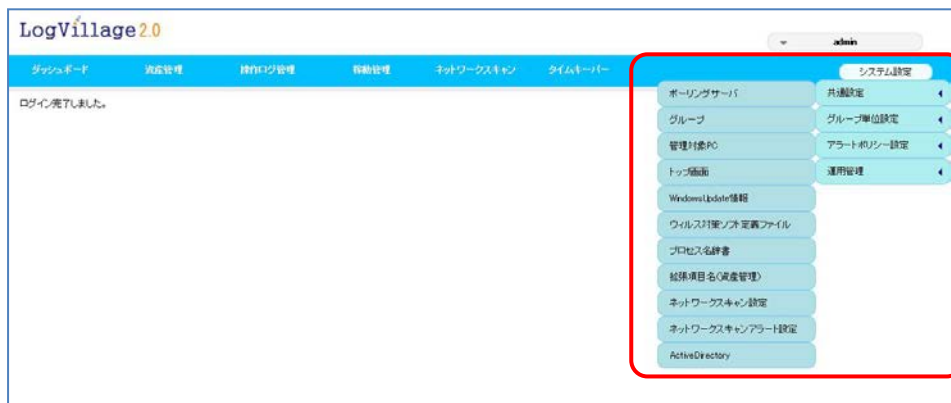 LogVillage 2.0
admin
ダッシュボード 資産管理 操作ログ管理 稼動管理 ネットワークスキャン タイムキーパー システム設定
ログイン完了しました。
ポーリングサーバ 共通設定
グループ グループ単位設定
管理対象PC アラートポリシー設定
トップ画面 運用管理
WindowsUpdate情報
ウィルス対策ソフト定義ファイル
プロセス名辞書
拡張項目名(資産管理)
ネットワークスキャン設定
ネットワークスキャンアラート設定
ActiveDirectory